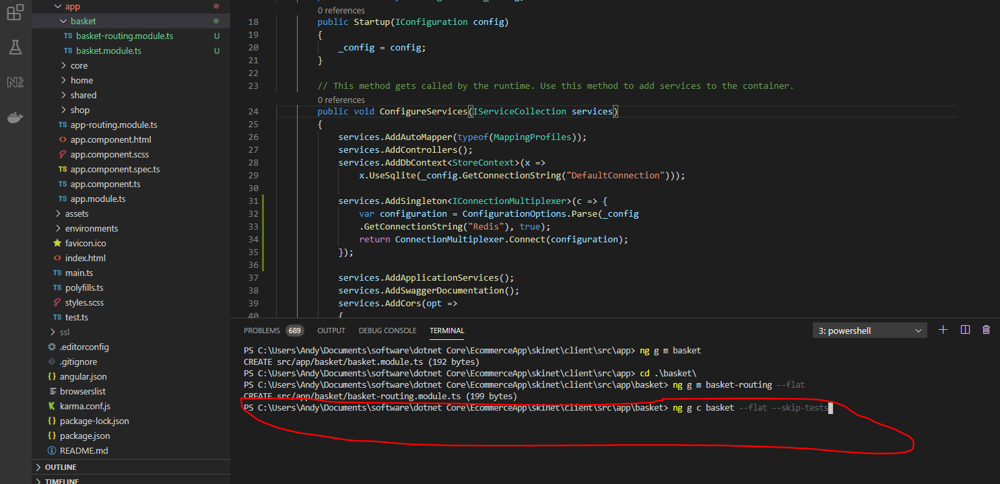 app
basket
TS basket-routing.module.ts U
TS basket.module.ts U
core
home
shared
shop
TS app-routing.module.ts
<> app.component.html
app.component.scss
TS app.component.spec.ts
TS app.component.ts
TS app.module.ts
assets
environments
favicon.ico
<> index.html
TS main.ts
TS polyfills.ts
styles.scss
TS test.ts
ssl
.editorconfig
.gitignore
{} angular.json
browserslist
karma.conf.js
{} package-lock.json
{} package.json
README.md
OUTLINE
TIMELINE
0 references
18 public Startup(IConfiguration config)
19 {
20 _config = config;
21 }
22
23 // This method gets called by the runtime. Use this method to add services to the container.
0 references
24 public void ConfigureServices(IServiceCollection services)
25 {
26 services.AddAutoMapper(typeof(MappingProfiles));
27 services.AddControllers();
28 services.AddDbContext<StoreContext>(x =>
29 x.UseSqlite(_config.GetConnectionString("DefaultConnection")));
30
31 services.AddSingleton<IConnectionMultiplexer>(c => {
32 var configuration = ConfigurationOptions.Parse(_config
33 .GetConnectionString("Redis"), true);
34 return ConnectionMultiplexer.Connect(configuration);
35 });
36
37 services.AddApplicationServices();
38 services.AddSwaggerDocumentation();
39 services.AddCors(opt =>
40 {
PROBLEMS 689 OUTPUT DEBUG CONSOLE TERMINAL 3: powershell
PS C:\Users\Andy\Documents\software\dotnet Core\EcommerceApp\skinet\client\src\app> ng g m basket
CREATE src/app/basket/basket.module.ts (192 bytes)
PS C:\Users\Andy\Documents\software\dotnet Core\EcommerceApp\skinet\client\src\app> cd .\basket\
PS C:\Users\Andy\Documents\software\dotnet Core\EcommerceApp\skinet\client\src\app\basket> ng g m basket-routing --flat
CREATE src/app/basket/basket-routing.module.ts (199 bytes)
PS C:\Users\Andy\Documents\software\dotnet Core\EcommerceApp\skinet\client\src\app\basket> ng g c basket --flat --skip-tests